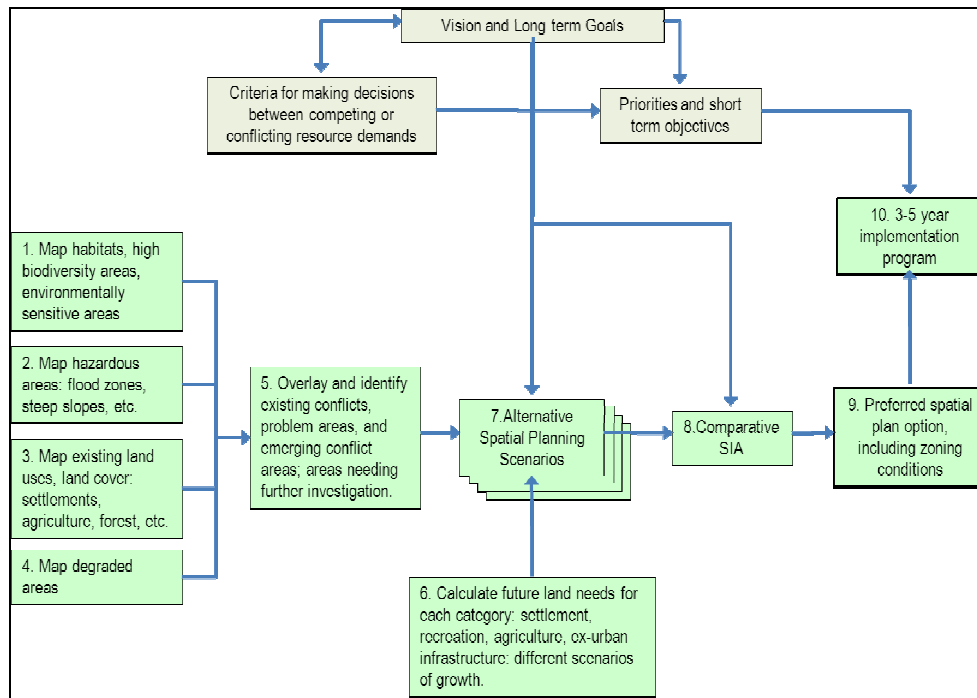 Vision and Long term Goals
Criteria for making decisions
between competing or
conflicting resource demands
Priorities and short
term objectives
10. 3-5 year
implementation
program
1. Map habitats, high
biodiversity areas,
environmentally
sensitive areas
2. Map hazardous
areas: flood zones,
steep slopes, etc.
3. Map existing land
uses, land cover:
settlements,
agriculture, forest, etc.
4. Map degraded
areas
5. Overlay and identify
existing conflicts,
problem areas, and
emerging conflict
areas; areas needing
further investigation.
7.Alternative
Spatial Planning
Scenarios
8.Comparative
SIA
9. Preferred spatial
plan option,
including zoning
conditions
6. Calculate future land needs for
each category: settlement,
recreation, agriculture, ex-urban
infrastructure: different scenarios
of growth.